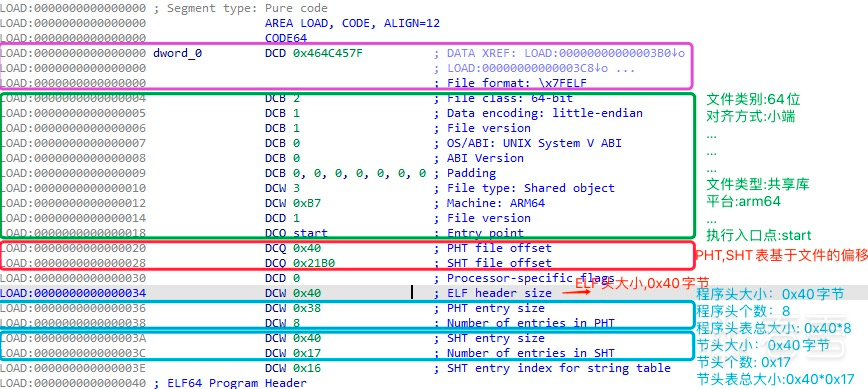 LOAD:0000000000000000 ; Segment type: Pure code
LOAD:0000000000000000 AREA LOAD, CODE, ALIGN=12
LOAD:0000000000000000 CODE64
LOAD:0000000000000000 dword_0 DCD 0x464C457F ; DATA XREF: LOAD:00000000000003B0↓o
LOAD:0000000000000000 ; LOAD:00000000000003C8↓o ...
LOAD:0000000000000000 ; File format: \x7FELF
LOAD:0000000000000004 DCB 2 ; File class: 64-bit 文件类别:64位
LOAD:0000000000000005 DCB 1 ; Data encoding: little-endian 对齐方式:小端
LOAD:0000000000000006 DCB 1 ; File version ...
LOAD:0000000000000007 DCB 0 ; OS/ABI: UNIX System V ABI ...
LOAD:0000000000000008 DCB 0 ; ABI Version ...
LOAD:0000000000000009 DCB 0, 0, 0, 0, 0, 0, 0 ; Padding
LOAD:0000000000000010 DCW 3 ; File type: Shared object 文件类型:共享库
LOAD:0000000000000012 DCW 0xB7 ; Machine: ARM64 平台:arm64
LOAD:0000000000000014 DCD 1 ; File version ...
LOAD:0000000000000018 DCQ start ; Entry point 执行入口点:start
LOAD:0000000000000020 DCQ 0x40 ; PHT file offset PHT,SHT表基于文件的偏移
LOAD:0000000000000028 DCQ 0x21B0 ; SHT file offset
LOAD:0000000000000030 DCD 0 ; Processor-specific flags
LOAD:0000000000000034 DCW 0x40 ; ELF header size ELF头大小,0x40字节
LOAD:0000000000000036 DCW 0x38 ; PHT entry size 程序头大小：0x40字节
LOAD:0000000000000038 DCW 8 ; Number of entries in PHT 程序头个数：8
程序头表总大小: 0x40*8
LOAD:000000000000003A DCW 0x40 ; SHT entry size 节头大小：0x40字节
LOAD:000000000000003C DCW 0x17 ; Number of entries in SHT 节头个数: 0x17
LOAD:000000000000003E DCW 0x16 ; SHT entry index for string table
节头表总大小:0x40*0x17
LOAD:0000000000000040 ; ELF64 Program Header